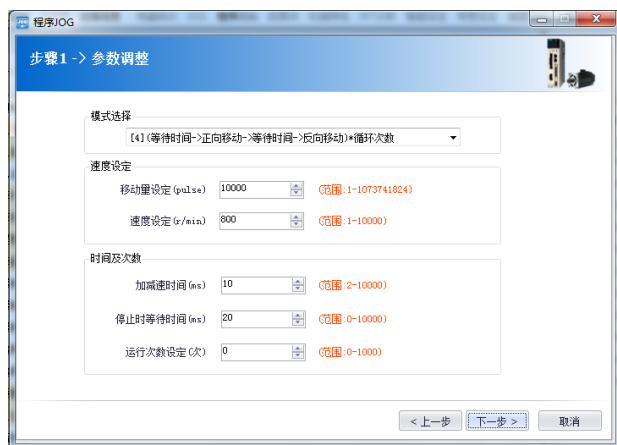 程序JOG
步骤1 -> 参数调整
模式选择
[4](等待时间->正向移动->等待时间->反向移动)*循环次数
速度设定
移动量设定(pulse) 10000 (范围:1-1073741824)
速度设定(r/min) 800 (范围:1-10000)
时间及次数
加减速时间(ms) 10 (范围:2-10000)
停止时等待时间(ms) 20 (范围:0-10000)
运行次数设定(次) 0 (范围:0-1000)
< 上一步 下一步 > 取消